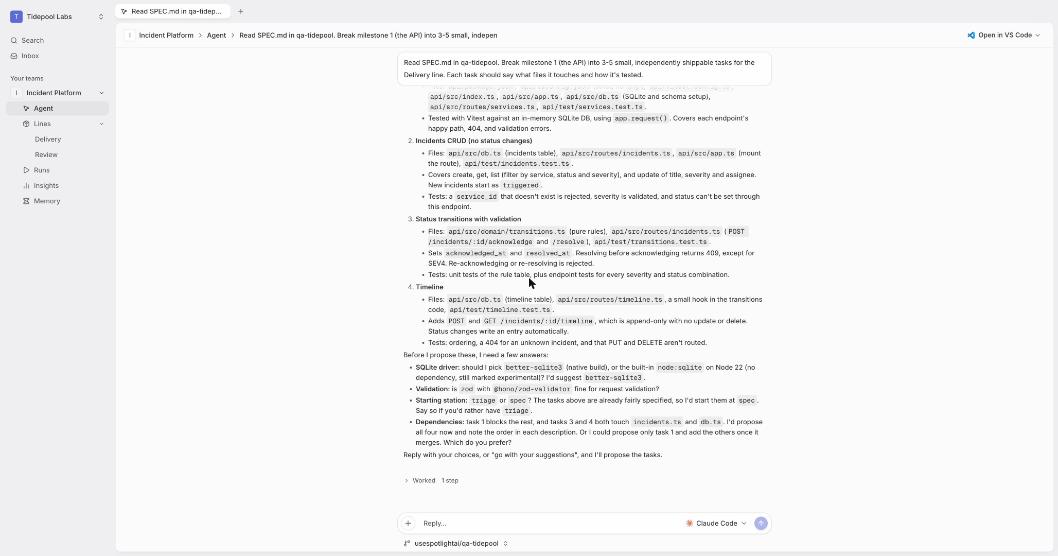 T Tidepool Labs
Read SPEC.md in qa-tidep...
Search
Inbox
Your teams
I Incident Platform
Agent
Lines
Delivery
Review
Runs
Insights
Memory
I Incident Platform > Agent > Read SPEC.md in qa-tidepool. Break milestone 1 (the API) into 3-5 small, indepen
Open in VS Code
Read SPEC.md in qa-tidepool. Break milestone 1 (the API) into 3-5 small, independently shippable tasks for the
Delivery line. Each task should say what files it touches and how it's tested.
api/src/index.ts, api/src/app.ts, api/src/db.ts (SQLite and schema setup),
api/src/routes/services.ts, api/test/services.test.ts.
• Tested with Vitest against an in-memory SQLite DB, using app.request(). Covers each endpoint's
happy path, 404, and validation errors.
2. Incidents CRUD (no status changes)
• Files: api/src/db.ts (incidents table), api/src/routes/incidents.ts, api/src/app.ts (mount
the route), api/test/incidents.test.ts.
• Covers create, get, list (filter by service, status and severity), and update of title, severity and assignee.
New incidents start as triggered.
• Tests: a service_id that doesn't exist is rejected, severity is validated, and status can't be set through
this endpoint.
3. Status transitions with validation
• Files: api/src/domain/transitions.ts (pure rules), api/src/routes/incidents.ts (POST
/incidents/:id/acknowledge and /resolve), api/test/transitions.test.ts.
• Sets acknowledged_at and resolved_at. Resolving before acknowledging returns 409, except for
SEV4. Re-acknowledging or re-resolving is rejected.
• Tests: unit tests of the rule table, plus endpoint tests for every severity and status combination.
4. Timeline
• Files: api/src/db.ts (timeline table), api/src/routes/timeline.ts, a small hook in the transitions
code, api/test/timeline.test.ts.
• Adds POST and GET /incidents/:id/timeline, which is append-only with no update or delete.
Status changes write an entry automatically.
• Tests: ordering, a 404 for an unknown incident, and that PUT and DELETE aren't routed.
Before I propose these, I need a few answers:
• SQLite driver: should I pick better-sqlite3 (native build), or the built-in node:sqlite on Node 22 (no
dependency, still marked experimental)? I'd suggest better-sqlite3.
• Validation: is zod with @hono/zod-validator fine for request validation?
• Starting station: triage or spec? The tasks above are already fairly specified, so I'd start them at spec.
Say so if you'd rather have triage.
• Dependencies: task 1 blocks the rest, and tasks 3 and 4 both touch incidents.ts and db.ts. I'd propose
all four now and note the order in each description. Or I could propose only task 1 and add the others once it
merges. Which do you prefer?
Reply with your choices, or "go with your suggestions", and I'll propose the tasks.
Worked 1 step
Reply...
Claude Code
usespotlightai/qa-tidepool